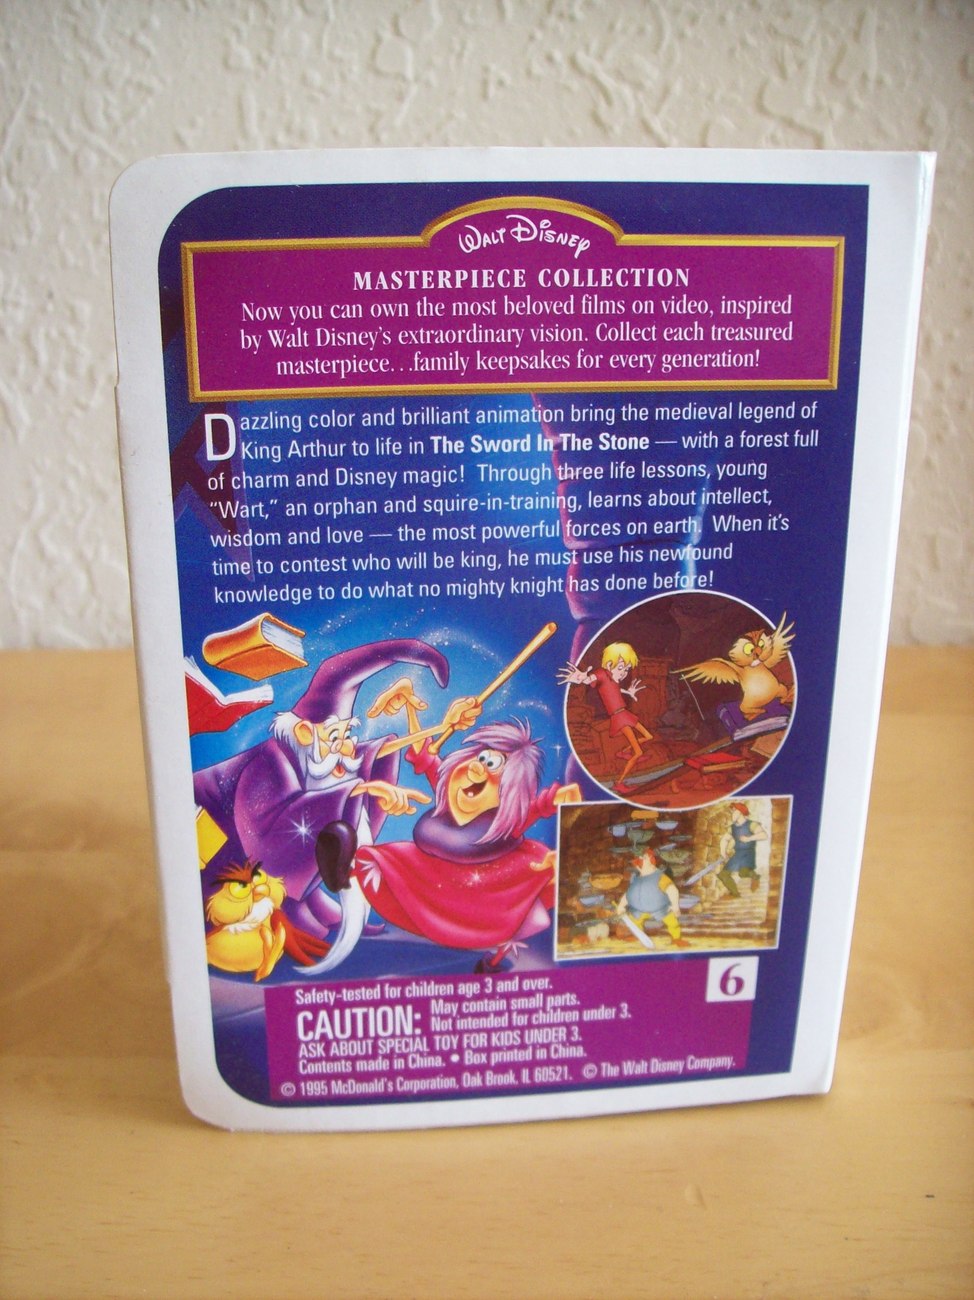 WALT DISNEY
MASTERPIECE COLLECTION
Now you can own the most beloved films on video, inspired
by Walt Disney's extraordinary vision. Collect each treasured
masterpiece. . .family keepsakes for every generation!
Dazzling color and brilliant animation bring the medieval legend of
King Arthur to life in The Sword In The Stone — with a forest full
of charm and Disney magic! Through three life lessons, young
"Wart," an orphan and squire-in-training, learns about intellect,
wisdom and love — the most powerful forces on earth. When it's
time to contest who will be king, he must use his newfound
knowledge to do what no mighty knight has done before!
6
Safety-tested for children age 3 and over.
CAUTION: May contain small parts.
Not intended for children under 3.
ASK ABOUT SPECIAL TOY FOR KIDS UNDER 3.
Contents made in China. • Box printed in China.
© 1995 McDonald's Corporation, Oak Brook, IL 60521. © The Walt Disney Company.